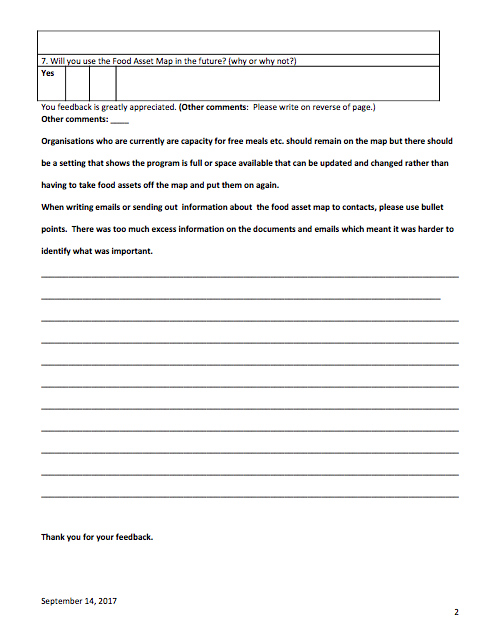 7. Will you use the Food Asset Map in the future? (why or why not?)
Yes
You feedback is greatly appreciated. (Other comments:  Please write on reverse of page.)
Other comments: ____
Organisations who are currently are capacity for free meals etc. should remain on the map but there should
be a setting that shows the program is full or space available that can be updated and changed rather than
having to take food assets off the map and put them on again.
When writing emails or sending out  information about  the food asset map to contacts, please use bullet
points.  There was too much excess information on the documents and emails which meant it was harder to
identify what was important.
Thank you for your feedback.
September 14, 2017
2